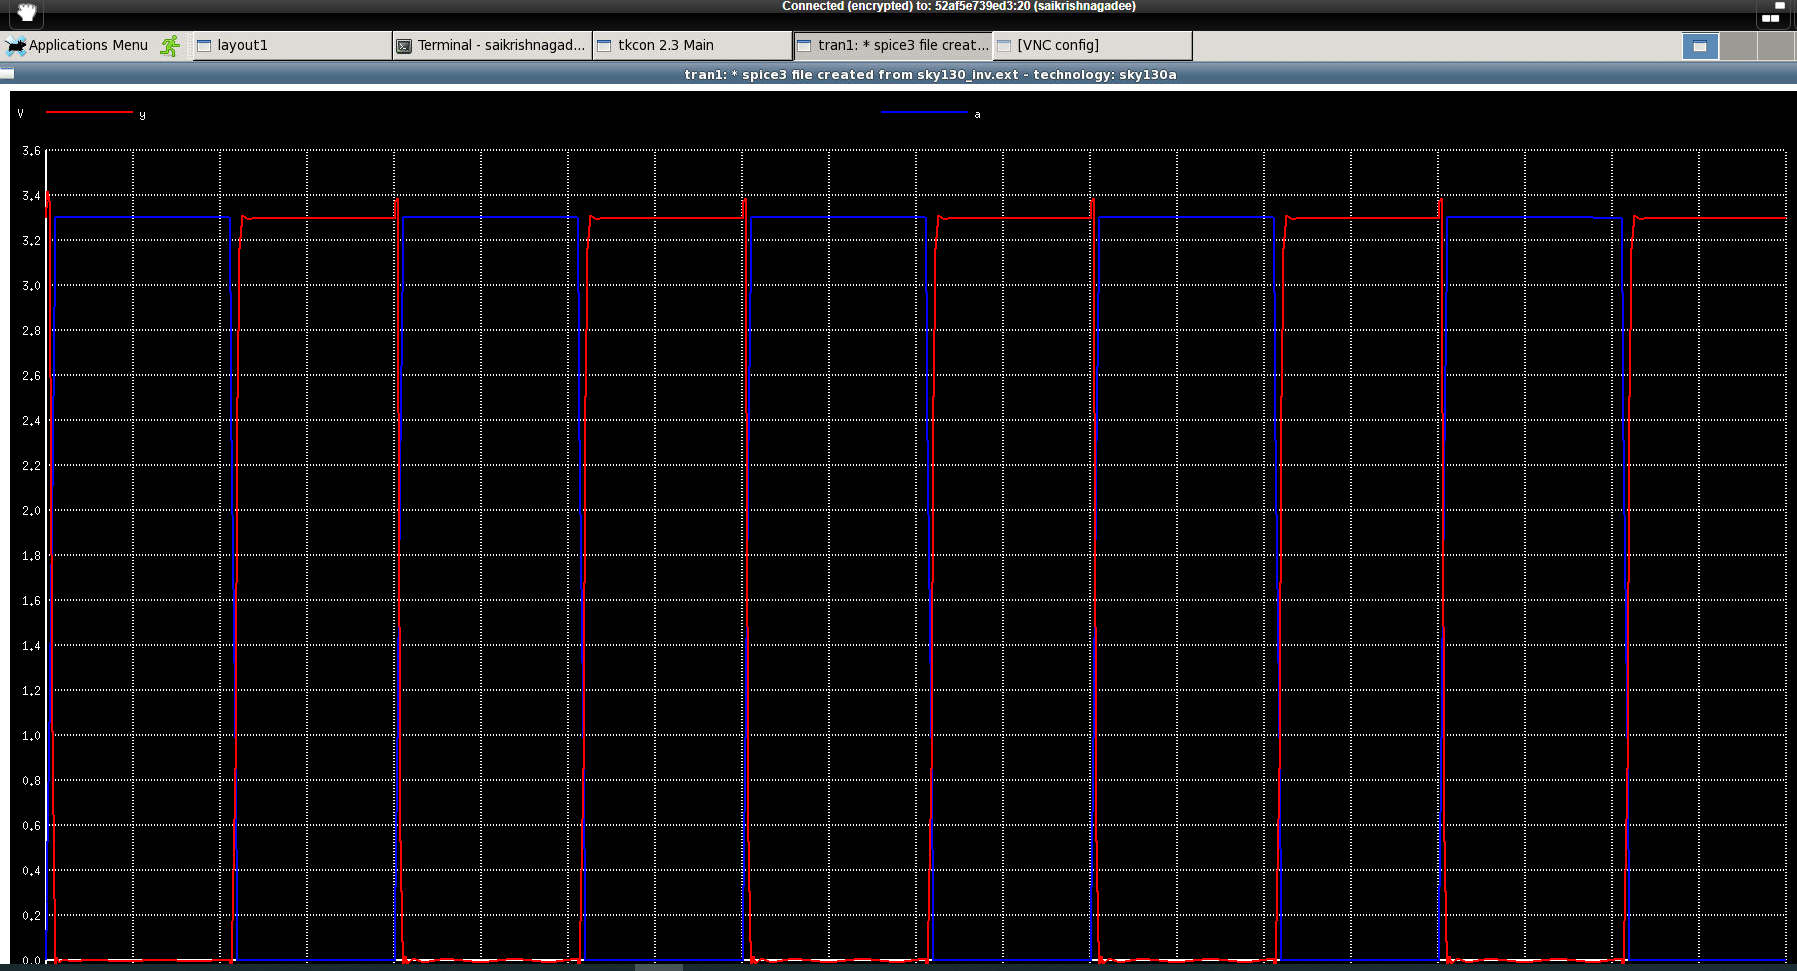 Connected (encrypted) to: 52af5e739ed3:20 (saikrishnagadee)
Applications Menu
layout1
Terminal - saikrishnagad...
tkcon 2.3 Main
tran1: * spice3 file creat...
[VNC config]
tran1: * spice3 file created from sky130_inv.ext - technology: sky130a
V
y
a
3.6
3.4
3.2
3.0
2.8
2.6
2.4
2.2
2.0
1.8
1.6
1.4
1.2
1.0
0.8
0.6
0.4
0.2
0.0